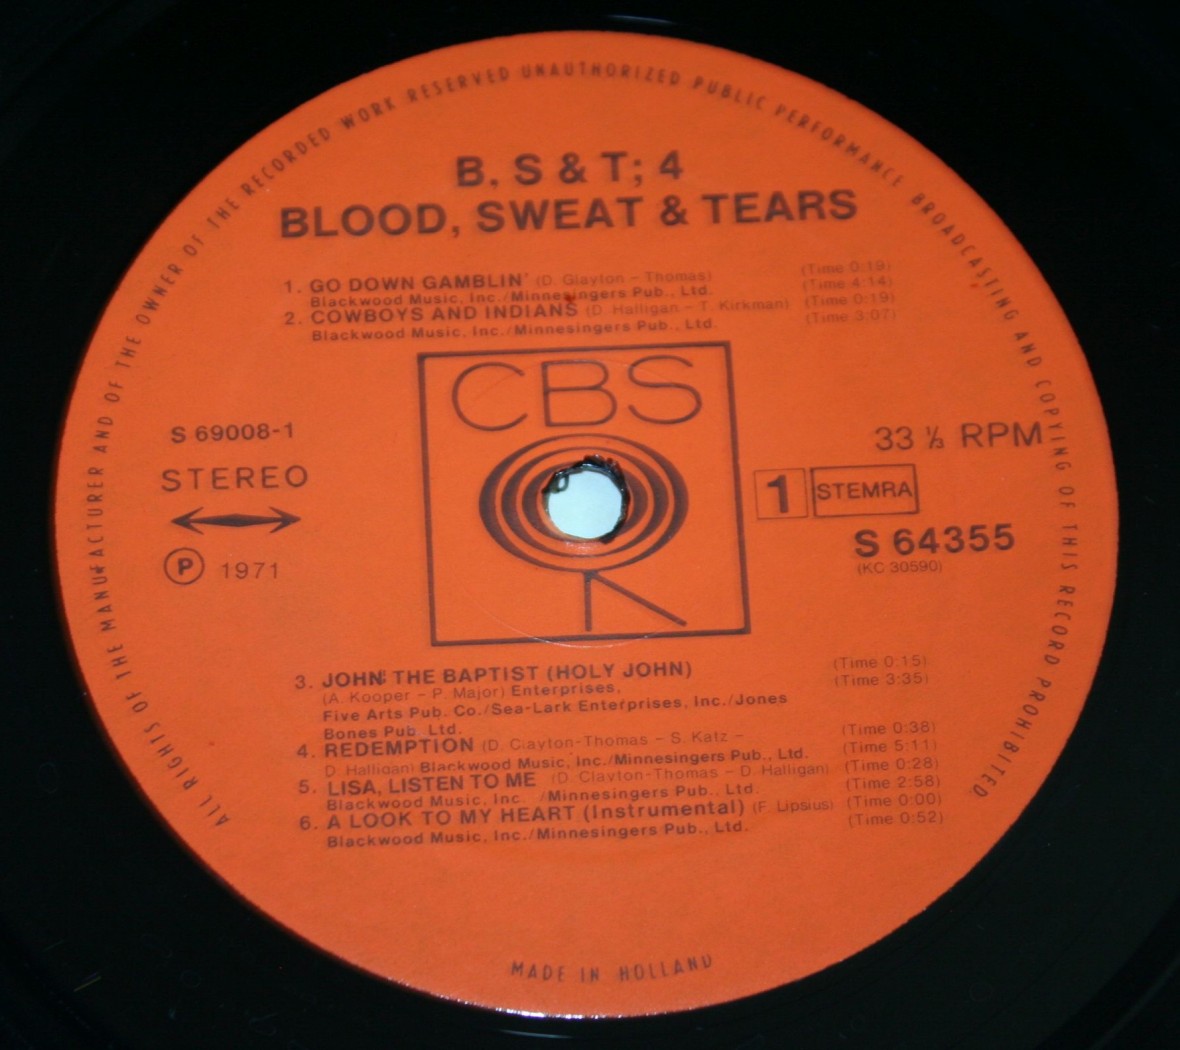 ALL RIGHTS OF THE MANUFACTURER AND OF THE OWNER OF THE RECORDED WORK RESERVED UNAUTHORIZED PUBLIC PERFORMANCE BROADCASTING AND COPYING OF THIS RECORD PROHIBITED.
B. S & T; 4
BLOOD, SWEAT & TEARS
1. GO DOWN GAMBLIN' (D. Glayton - Thomas) (Time 0:19)
Blackwood Music, Inc./Minnesingers Pub., Ltd. (Time 4:14)
2. COWBOYS AND INDIANS (D. Halligan - T. Kirkman) (Time 0:19)
Blackwood Music, Inc./Minnesingers Pub., Ltd. (Time 3:07)
CBS
S 69008-1
STEREO
P 1971
33 ⅓ RPM
1 STEMRA
S 64355
(KC 30590)
3. JOHN THE BAPTIST (HOLY JOHN) (Time 0:15)
(A. Kooper - P. Major) Enterprises, (Time 3:35)
Five Arts Pub. Co./Sea-Lark Enterprises, Inc./Jones
Bones Pub. Ltd. (Time 0:38)
4. REDEMPTION (D. Clayton-Thomas - S. Katz - (Time 5:11)
D. Halligan) Blackwood Music, Inc./Minnesingers Pub., Ltd. (Time 0:28)
5. LISA, LISTEN TO ME (D. Clayton-Thomas - D. Halligan) (Time 2:58)
Blackwood Music, Inc. /Minnesingers Pub., Ltd. (Time 0:00)
6. A LOOK TO MY HEART (Instrumental) (F. Lipsius) (Time 0:52)
Blackwood Music, Inc./Minnesingers Pub., Ltd.
MADE IN HOLLAND